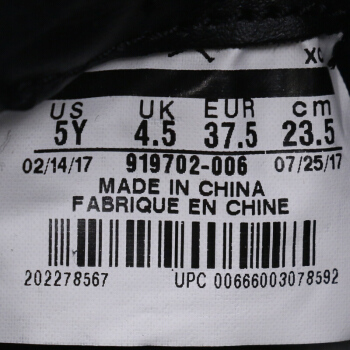 XC
US UK EUR cm
5Y 4.5 37.5 23.5
02/14/17 919702-006 07/25/17
MADE IN CHINA
FABRIQUE EN CHINE
202278567 UPC 00666003078592